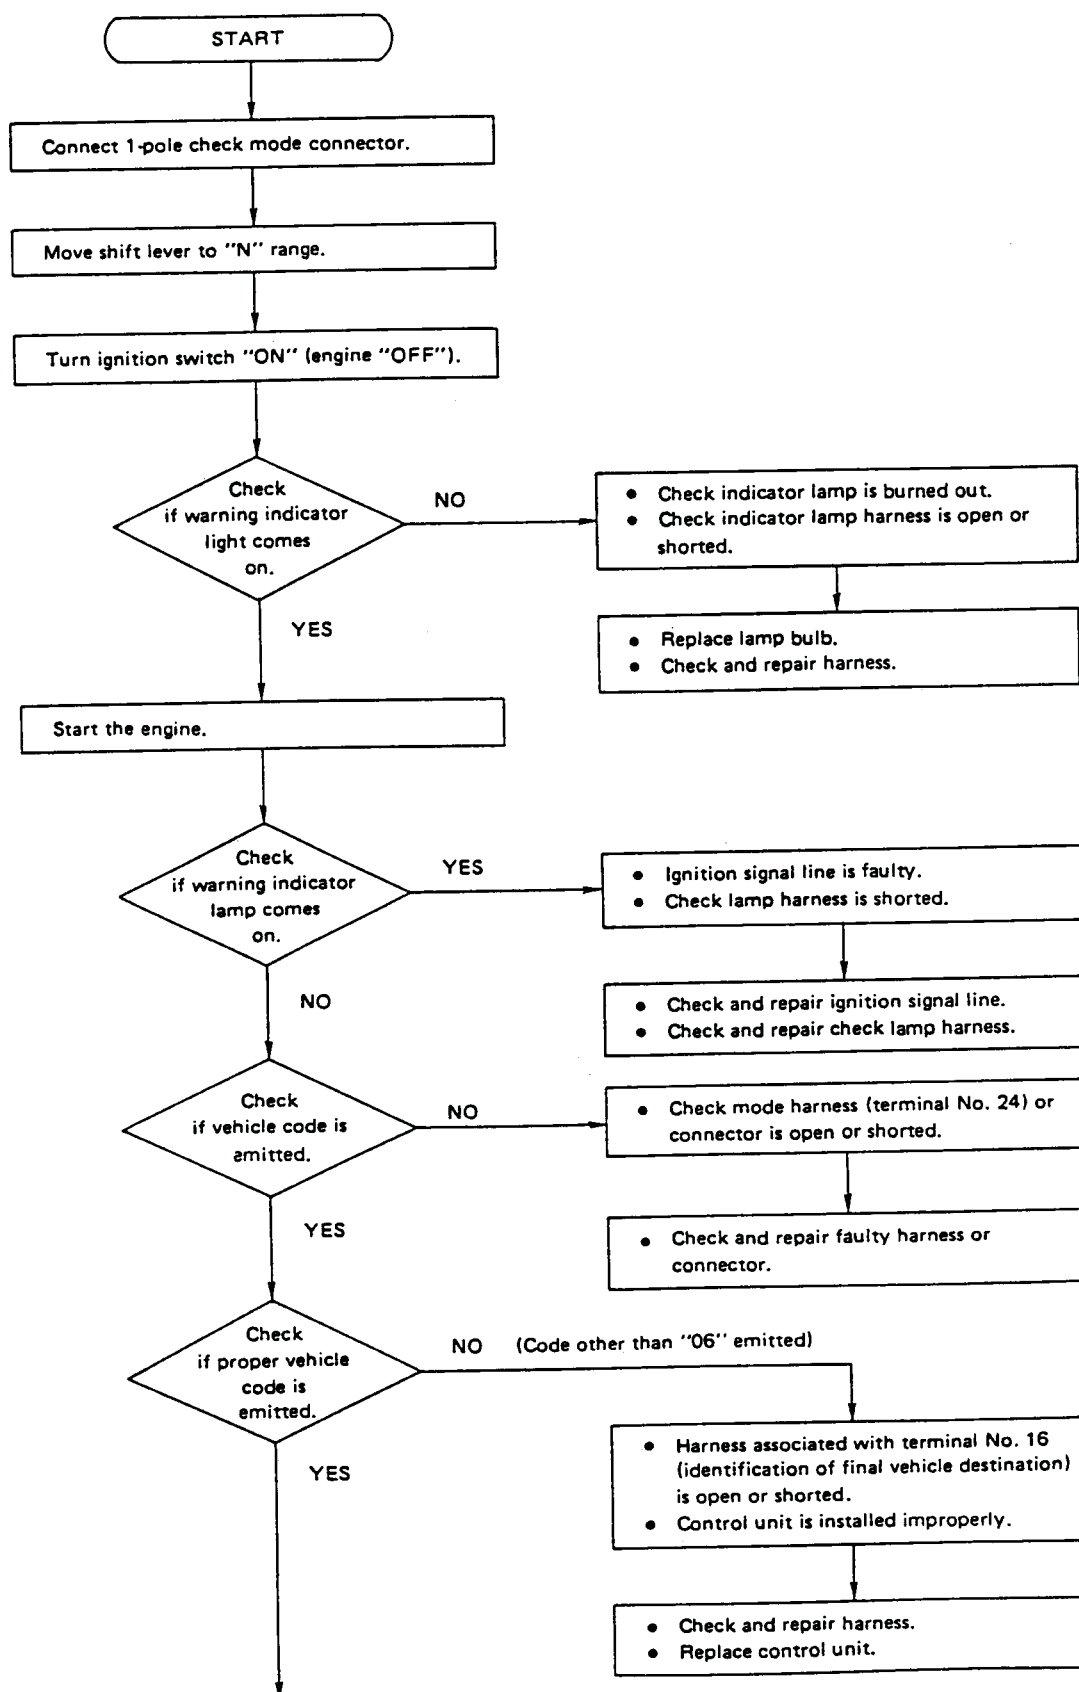 START
Connect 1-pole check mode connector.
Move shift lever to "N" range.
Turn ignition switch "ON" (engine "OFF").
Check
if warning indicator
light comes
on.
NO
• Check indicator lamp is burned out.
• Check indicator lamp harness is open or
shorted.
YES
• Replace lamp bulb.
• Check and repair harness.
Start the engine.
Check
if warning indicator
lamp comes
on.
YES
• Ignition signal line is faulty.
• Check lamp harness is shorted.
NO
• Check and repair ignition signal line.
• Check and repair check lamp harness.
Check
if vehicle code is
emitted.
NO
• Check mode harness (terminal No. 24) or
connector is open or shorted.
YES
• Check and repair faulty harness or
connector.
Check
if proper vehicle
code is
emitted.
NO (Code other than "06" emitted)
YES
• Harness associated with terminal No. 16
(identification of final vehicle destination)
is open or shorted.
• Control unit is installed improperly.
• Check and repair harness.
• Replace control unit.